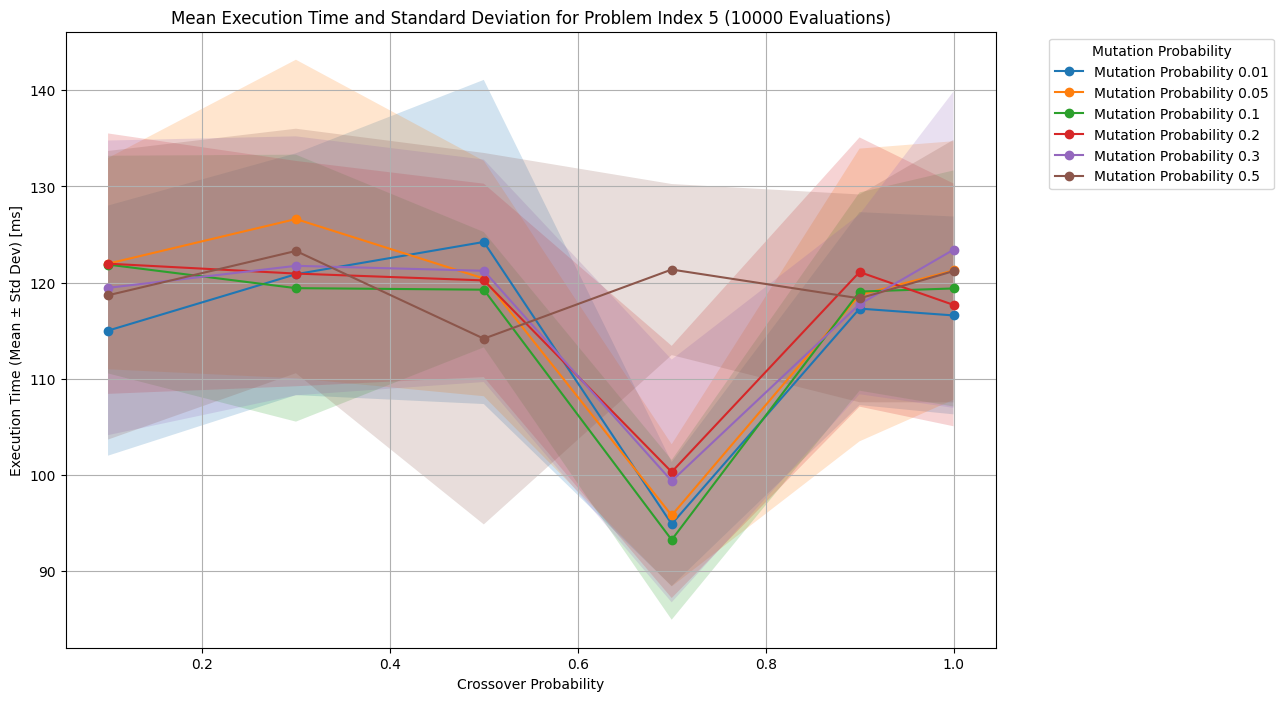 Mean Execution Time and Standard Deviation for Problem Index 5 (10000 Evaluations)
Execution Time (Mean ± Std Dev) [ms]
140
130
120
110
100
90
0.2
0.4
0.6
0.8
1.0
Crossover Probability
Mutation Probability
Mutation Probability 0.01
Mutation Probability 0.05
Mutation Probability 0.1
Mutation Probability 0.2
Mutation Probability 0.3
Mutation Probability 0.5